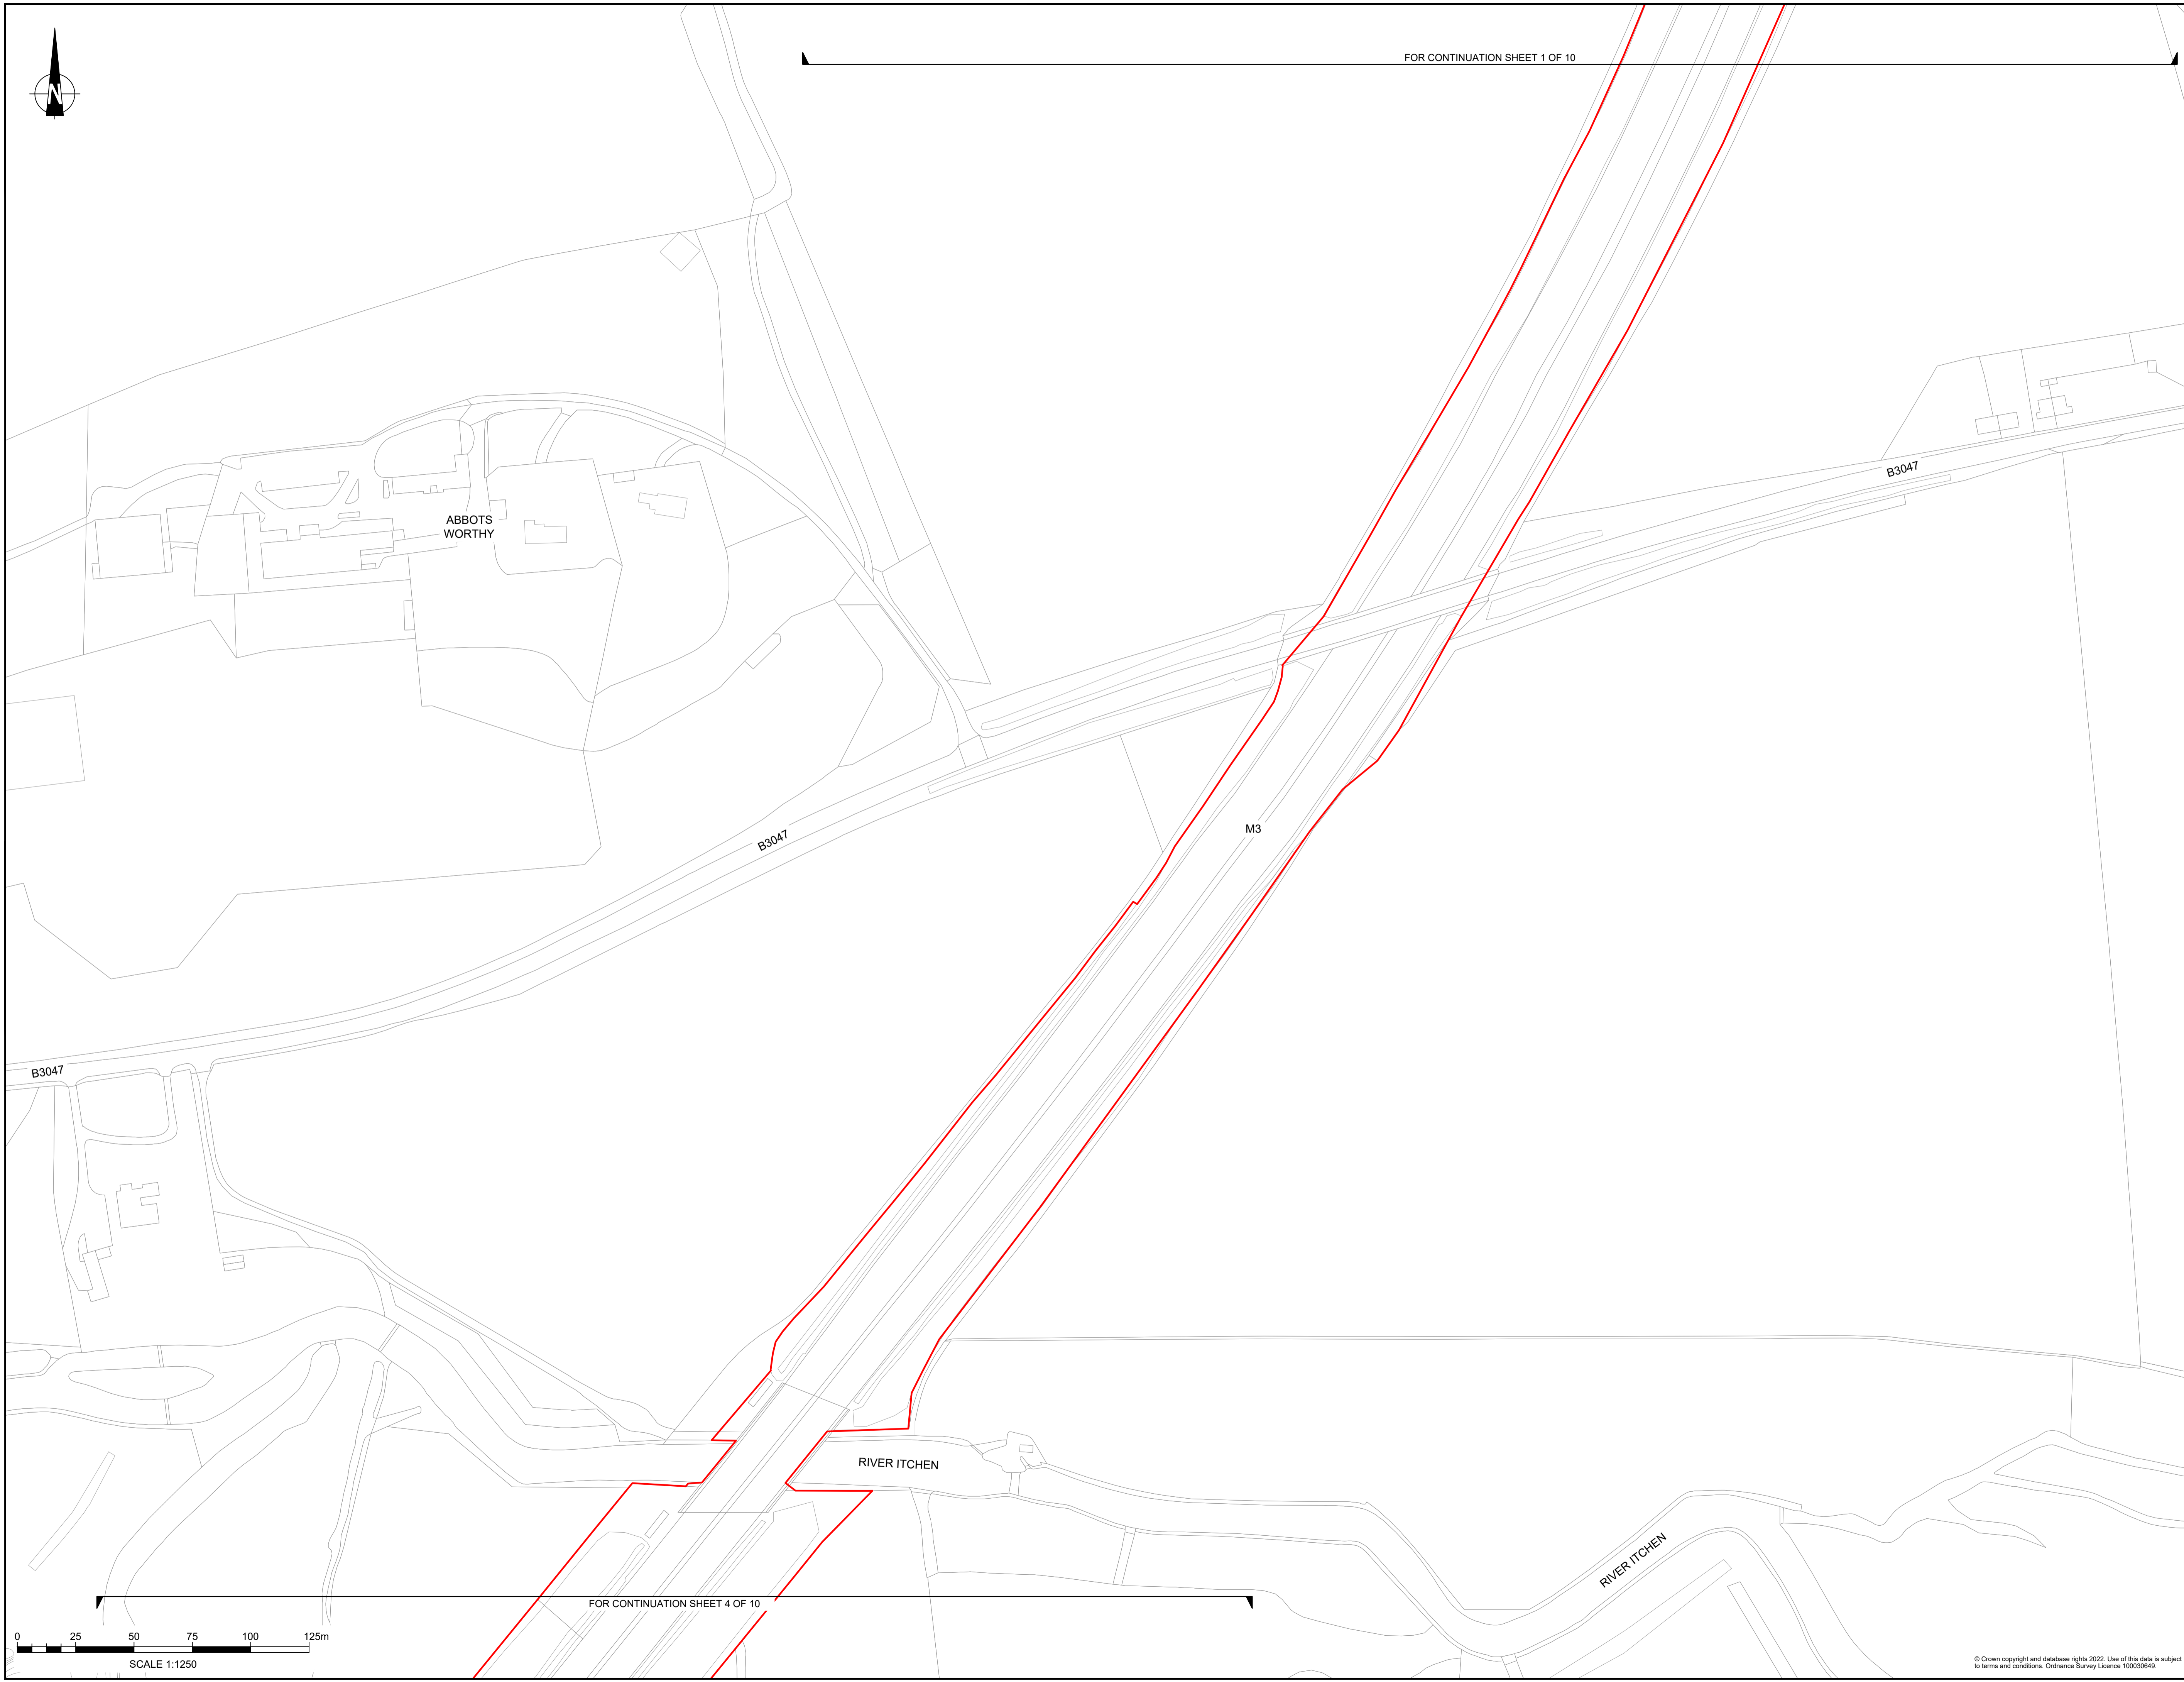 FOR CONTINUATION SHEET 1 OF 10
N
B3047
ABBOTS
WORTHY
M3
B3047
B3047
RIVER ITCHEN
RIVER ITCHEN
FOR CONTINUATION SHEET 4 OF 10
0 25 50 75 100 125m
SCALE 1:1250
© Crown copyright and database rights 2022. Use of this data is subject
to terms and conditions. Ordnance Survey Licence 100030649.